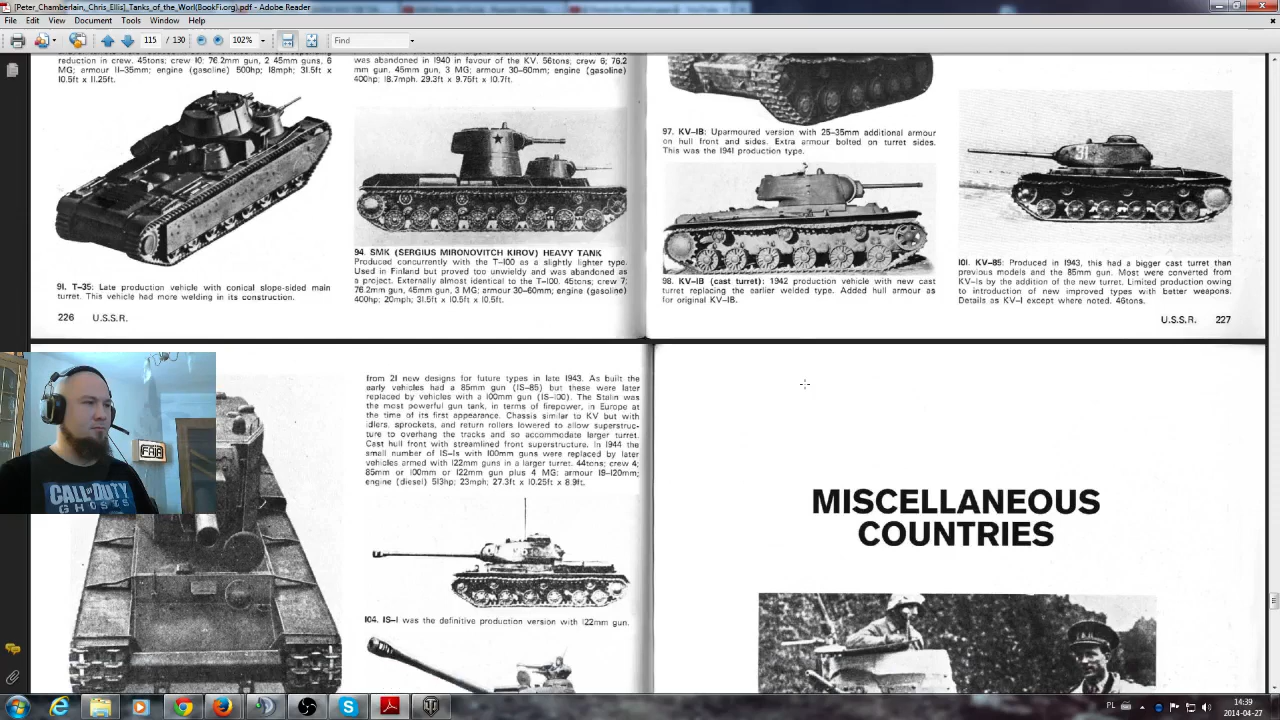 [Peter_Chamberlain,_Chris_Ellis]_Tanks_of_the_Worl(BookFi.org).pdf - Adobe Reader
File Edit View Document Tools Window Help
115 / 130 102% Find
reduction in crew. 45tons; crew 10; 76.2mm gun, 2 45mm guns, 6
MG; armour 11-35mm; engine (gasoline) 500hp; 18mph; 31.5ft x
10.5ft x 11.25ft.
91. T-35: Late production vehicle with conical slope-sided main
turret. This vehicle had more welding in its construction.
226 U.S.S.R.
was abandoned in 1940 in favour of the KV. 56tons; crew 6; 76.2
mm gun, 45mm gun, 3 MG; armour 30-60mm; engine (gasoline)
400hp; 18.7mph. 29.3ft x 9.76ft x 10.7ft.
94. SMK (SERGIUS MIRONOVITCH KIROV) HEAVY TANK
Produced concurrently with the T-100 as a slightly lighter type.
Used in Finland but proved too unwieldy and was abandoned as
a project. Externally almost identical to the T-100. 45tons; crew 7;
76.2mm gun, 45mm gun, 3 MG; armour 30-60mm; engine (gasoline)
400hp; 20mph; 31.5ft x 10.5ft x 10.5ft.
97. KV-IB: Uparmoured version with 25-35mm additional armour
on hull front and sides. Extra armour bolted on turret sides.
This was the 1941 production type.
98. KV-IB (cast turret): 1942 production vehicle with new cast
turret replacing the earlier welded type. Added hull armour as
for original KV-IB.
31
101. KV-85: Produced in 1943, this had a bigger cast turret than
previous models and the 85mm gun. Most were converted from
KV-Is by the addition of the new turret. Limited production owing
to introduction of new improved types with better weapons.
Details as KV-I except where noted. 46tons.
U.S.S.R. 227
FAIB
CALL OF DUTY
GHOSTS
from 21 new designs for future types in late 1943. As built the
early vehicles had a 85mm gun (IS-85) but these were later
replaced by vehicles with a 100mm gun (IS-100). The Stalin was
the most powerful gun tank, in terms of firepower, in Europe at
the time of its first appearance. Chassis similar to KV but with
idlers, sprockets, and return rollers lowered to allow superstruc-
ture to overhang the tracks and so accommodate larger turret.
Cast hull front with streamlined front superstructure. In 1944 the
small number of IS-Is with 100mm guns were replaced by later
vehicles armed with 122mm guns in a larger turret. 44tons; crew 4;
85mm or 100mm or 122mm gun plus 4 MG; armour 19-120mm;
engine (diesel) 513hp; 23mph; 27.3ft x 10.25ft x 8.9ft.
104. IS-I was the definitive production version with 122mm gun.
MISCELLANEOUS
COUNTRIES
PL
14:39
2014-04-27